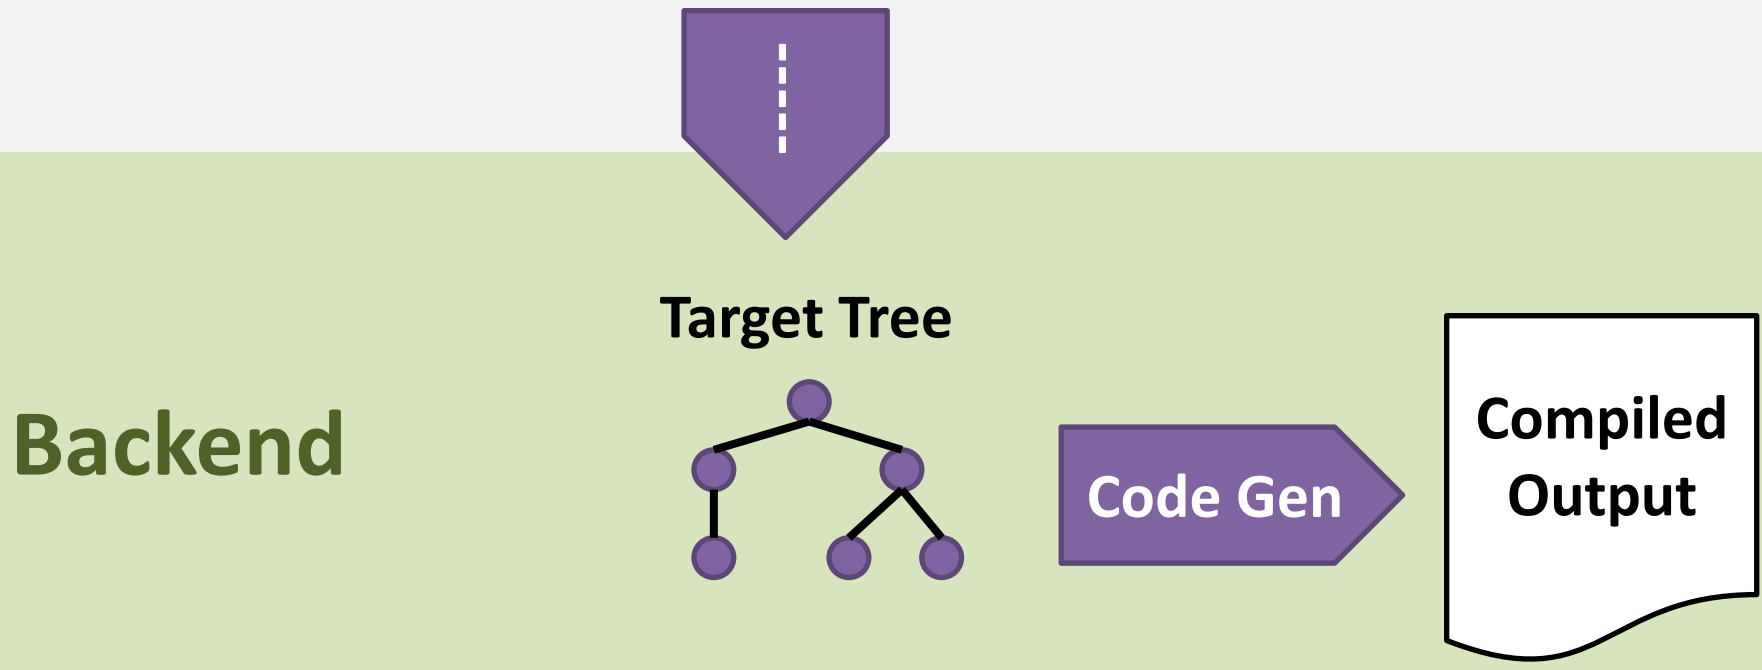 Target Tree
Backend
Code Gen
Compiled
Output